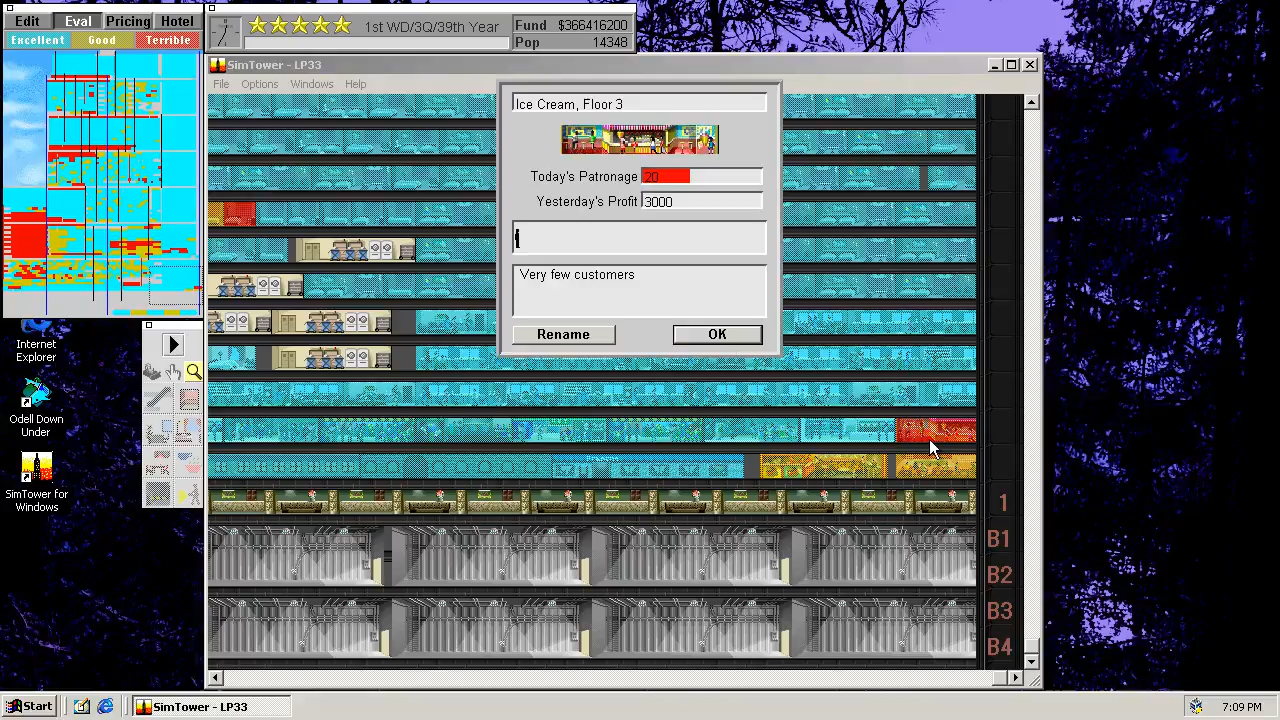 Edit Eval Pricing Hotel
Excellent Good Terrible
1st WD/3Q/39th Year
Fund $366416200
Pop 14348
SimTower - LP33
File Options Windows Help
Ice Cream, Floor 3
Today's Patronage 20
Yesterday's Profit 3000
Very few customers
Rename OK
Internet
Explorer
Odell Down
Under
SimTower for
Windows
1
B1
B2
B3
B4
Start
SimTower - LP33
7:09 PM